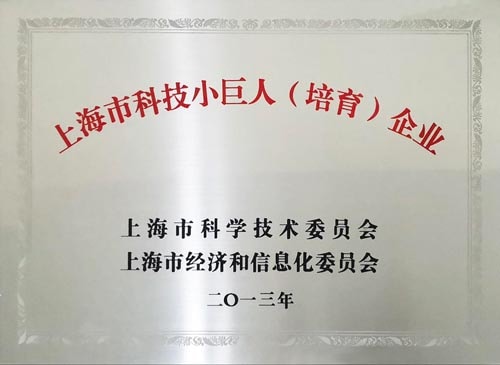 上海市科技小巨人（培育）企业
上海市科学技术委员会
上海市经济和信息化委员会
二〇一三年